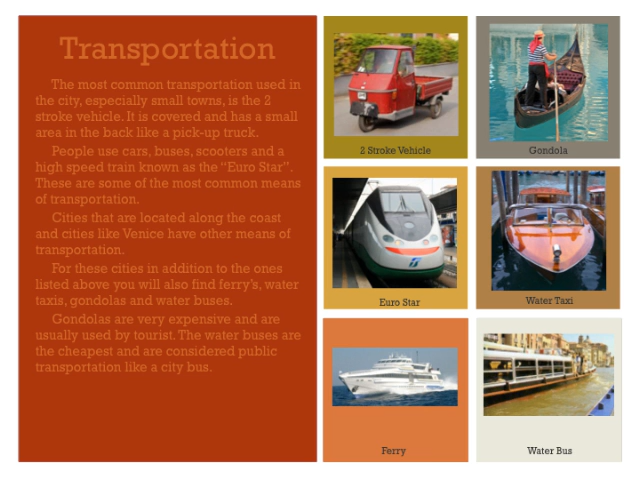 Transportation
The most common transportation used in
the city, especially small towns, is the 2
stroke vehicle. It is covered and has a small
area in the back like a pick-up truck.
People use cars, buses, scooters and a
high speed train known as the "Euro Star".
These are some of the most common means
of transportation.
Cities that are located along the coast
and cities like Venice have other means of
transportation.
For these cities in addition to the ones
listed above you will also find ferry's, water
taxis, gondolas and water buses.
Gondolas are very expensive and are
usually used by tourist. The water buses are
the cheapest and are considered public
transportation like a city bus.
2 Stroke Vehicle
Gondola
Euro Star
Water Taxi
Ferry
Water Bus